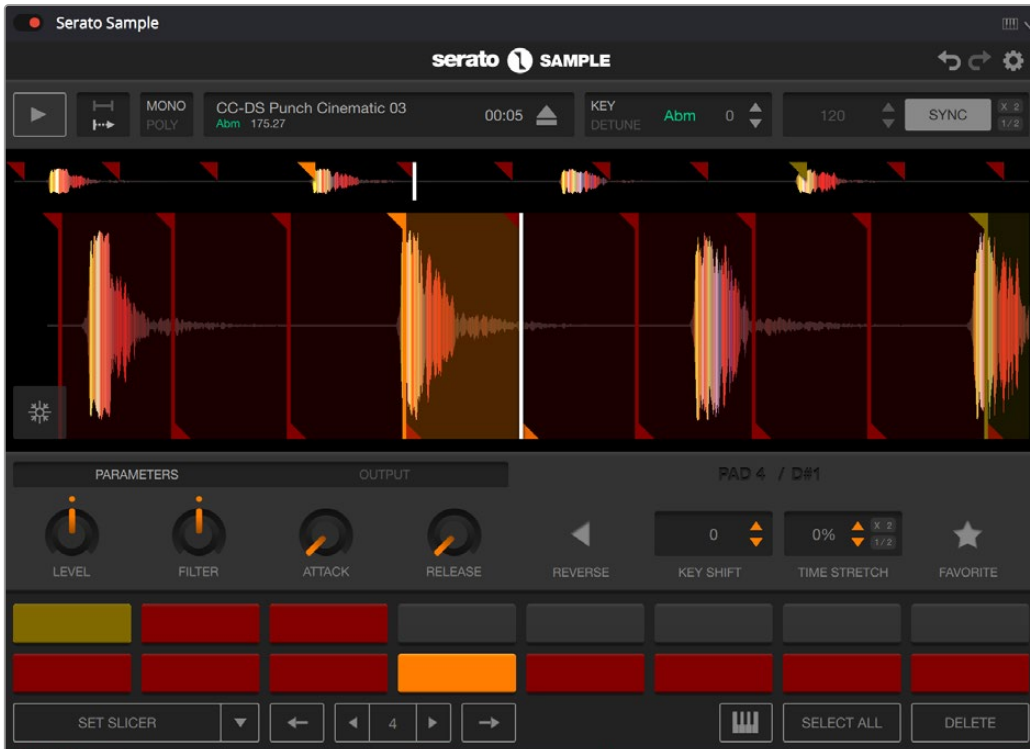 Serato Sample
serato SAMPLE
MONO
POLY
CC-DS Punch Cinematic 03
Abm 175.27
00:05
KEY
DETUNE
Abm 0
120
SYNC
X 2
1/2
PARAMETERS
OUTPUT
PAD 4 / D#1
0
0%
X 2
1/2
LEVEL
FILTER
ATTACK
RELEASE
REVERSE
KEY SHIFT
TIME STRETCH
FAVORITE
SET SLICER
4
SELECT ALL
DELETE